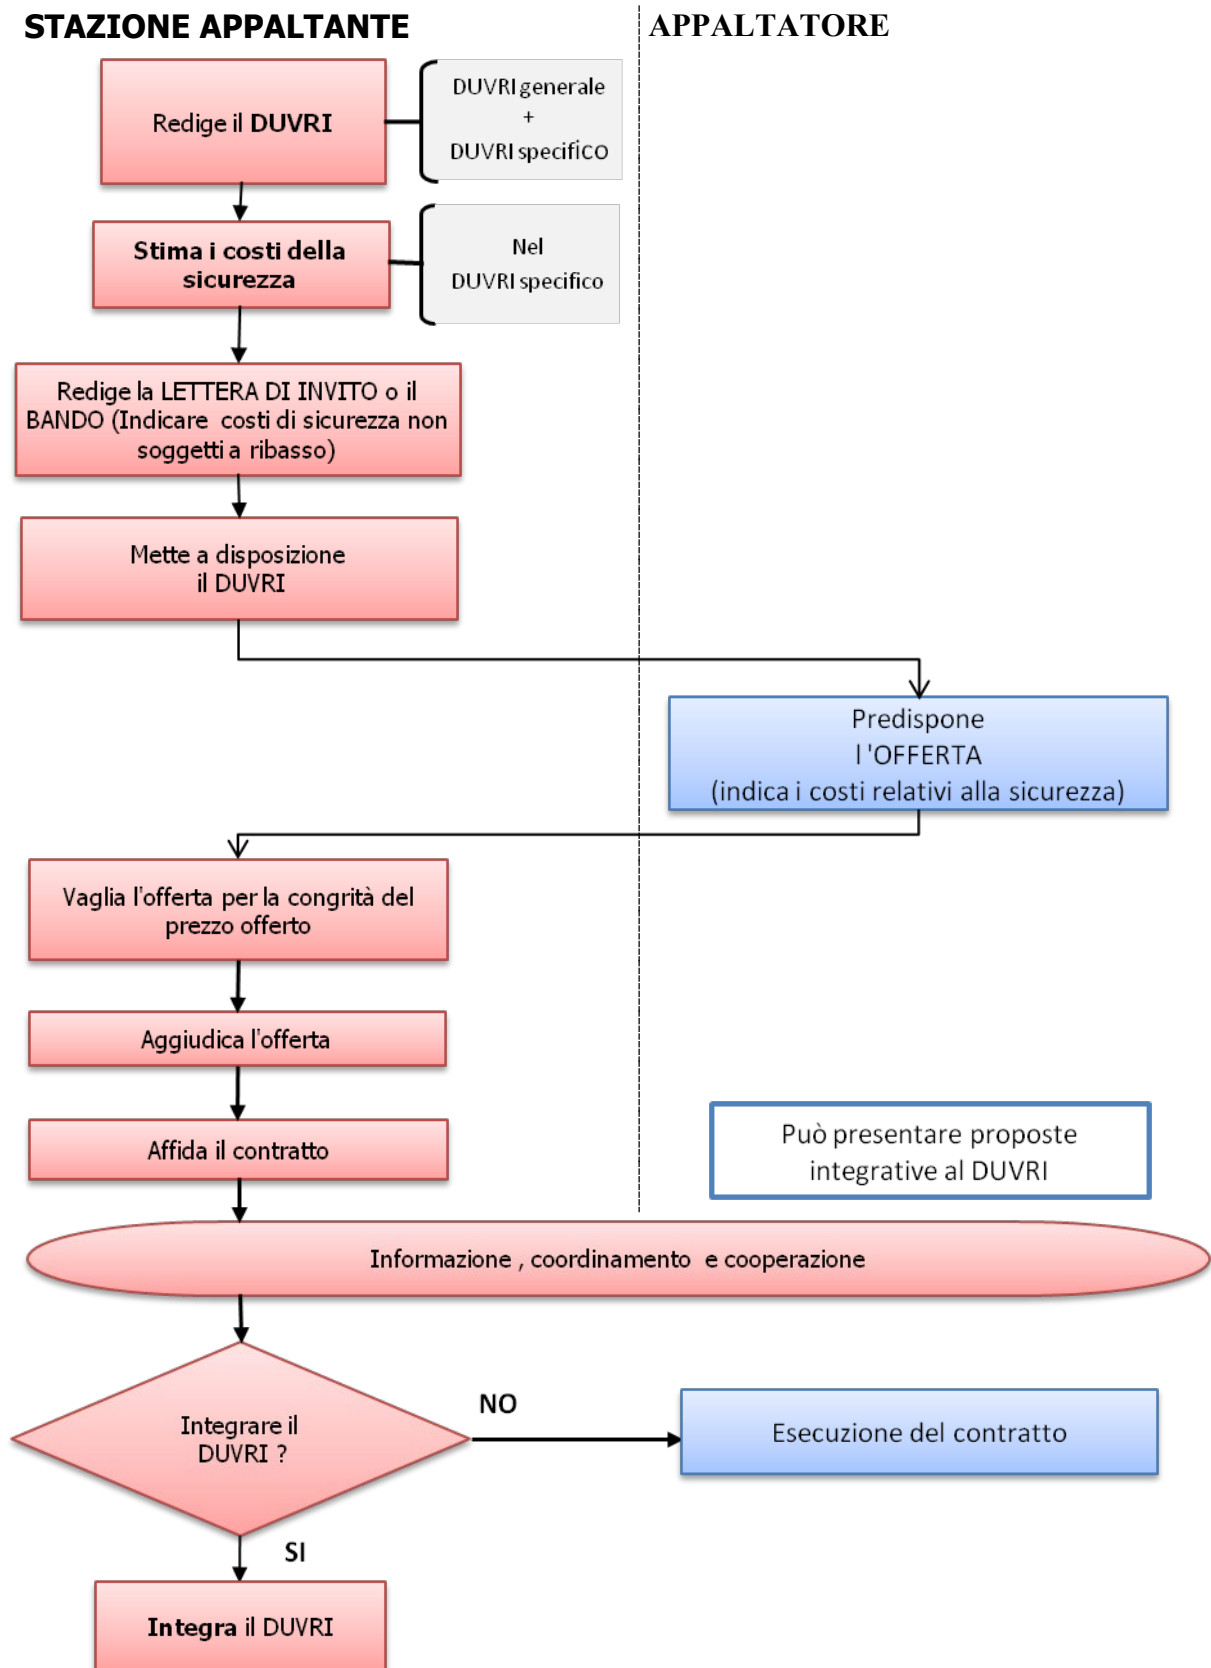 STAZIONE APPALTANTE
APPALTATORE
Redige il DUVRI
DUVRI generale
+
DUVRI specifico
Stima i costi della
sicurezza
Nel
DUVRI specifico
Redige la LETTERA DI INVITO o il
BANDO (Indicare costi di sicurezza non
soggetti a ribasso)
Mette a disposizione
il DUVRI
Predispone
l'OFFERTA
(indica i costi relativi alla sicurezza)
Vaglia l'offerta per la congrità del
prezzo offerto
Aggiudica l'offerta
Affida il contratto
Può presentare proposte
integrative al DUVRI
Informazione , coordinamento e cooperazione
Integrare il
DUVRI ?
NO
Esecuzione del contratto
SI
Integra il DUVRI